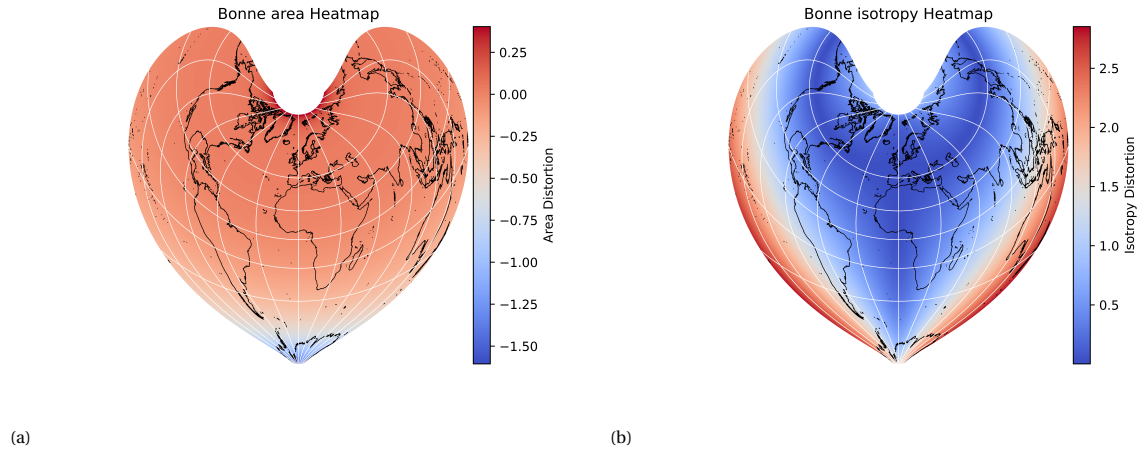 Bonne area Heatmap
0.25
0.00
−0.25
−0.50
−0.75
−1.00
−1.25
−1.50
Area Distortion
(a)
Bonne isotropy Heatmap
2.5
2.0
1.5
1.0
0.5
Isotropy Distortion
(b)